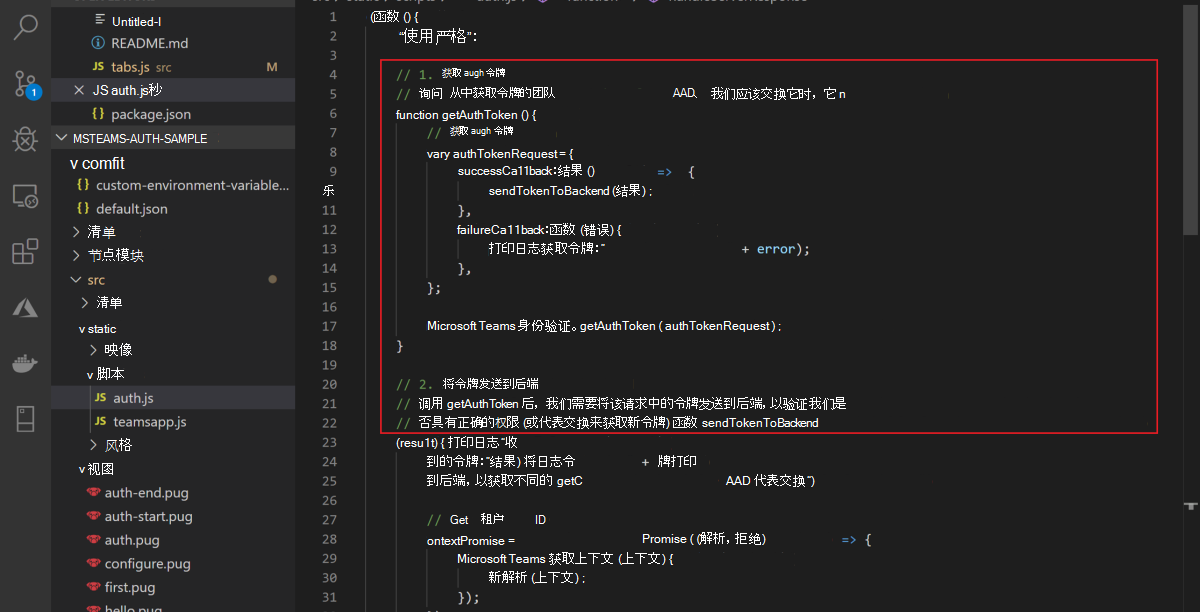 Untitled-l
README.md
JS tabs.js src M
1
JS auth.js秒
{} package.json
MSTEAMS-AUTH-SAMPLE
v comfit
{} custom-environment-variable...
{} default.json
> 清单
> 节点模块
src
> 清单
v static
> 映像
v 脚本
JS auth.js
JS teamsapp.js
> 风格
v 视图
auth-end.pug
auth-start.pug
auth.pug
configure.pug
first.pug
hello.pug
1 (函数 () {
2 “使用严格”:
3
4 // 1. 获取 augh 令牌
5 // 询问 从中获取令牌的团队 AAD、 我们应该交换它时，它 n
6 function getAuthToken () {
7 // 获取 augh 令牌
8 vary authTokenRequest= {
9 successCa11back:结果 () => {
乐 sendTokenToBackend (结果) ;
11 },
12 failureCa11back:函数 (错误) {
13 打印日志获取令牌:" + error);
14 },
15 };
16
17 Microsoft Teams 身份验证。getAuthToken ( authTokenRequest) ;
18 }
19
20 // 2. 将令牌发送到后端
21 // 调用 getAuthToken 后，我们需要将该请求中的令牌发送到后端, 以验证我们是
22 // 否具有正确的权限 (或代表交换来获取新令牌) 函数 sendTokenToBackend
23 (resu1t) { 打印日志“收
24 到的令牌:“结果) 将日志令 + 牌打印
25 到后端，以获取不同的 getC AAD 代表交换“)
26
27 // Get 租户 ID
28 ontextPromise = Promise ( (解析，拒绝) => {
29 Microsoft Teams 获取上下文 (上下文) {
30 新解析 (上下文) ;
31 });